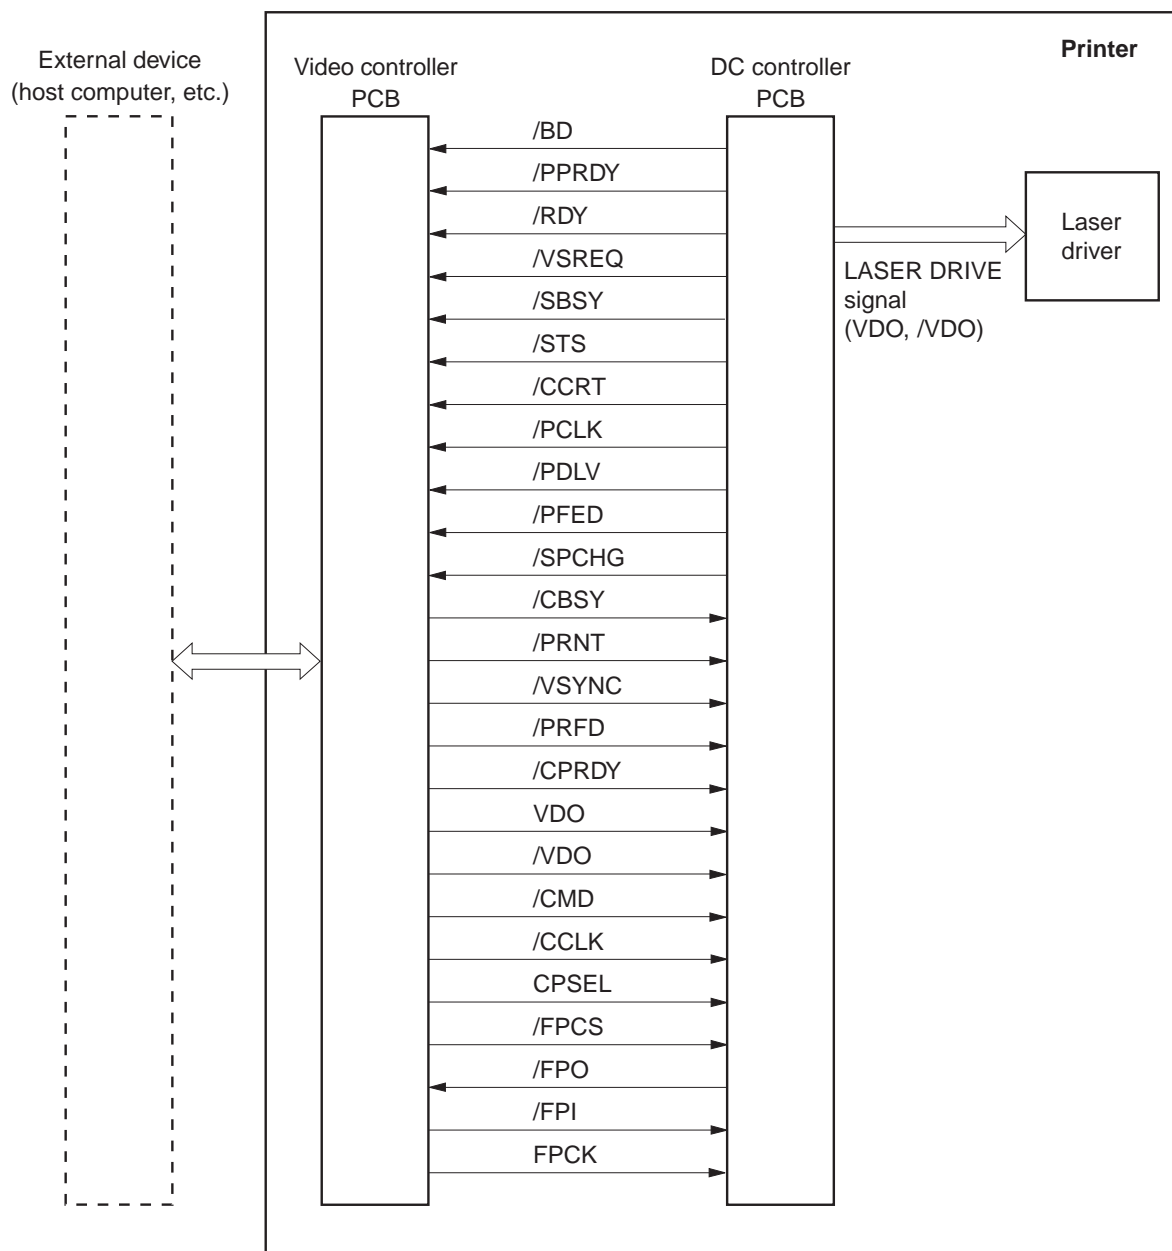 Printer
External device
(host computer, etc.)
Video controller
PCB
DC controller
PCB
/BD
/PPRDY
/RDY
/VSREQ
/SBSY
/STS
/CCRT
/PCLK
/PDLV
/PFED
/SPCHG
/CBSY
/PRNT
/VSYNC
/PRFD
/CPRDY
VDO
/VDO
/CMD
/CCLK
CPSEL
/FPCS
/FPO
/FPI
FPCK
Laser
driver
LASER DRIVE
signal
(VDO, /VDO)